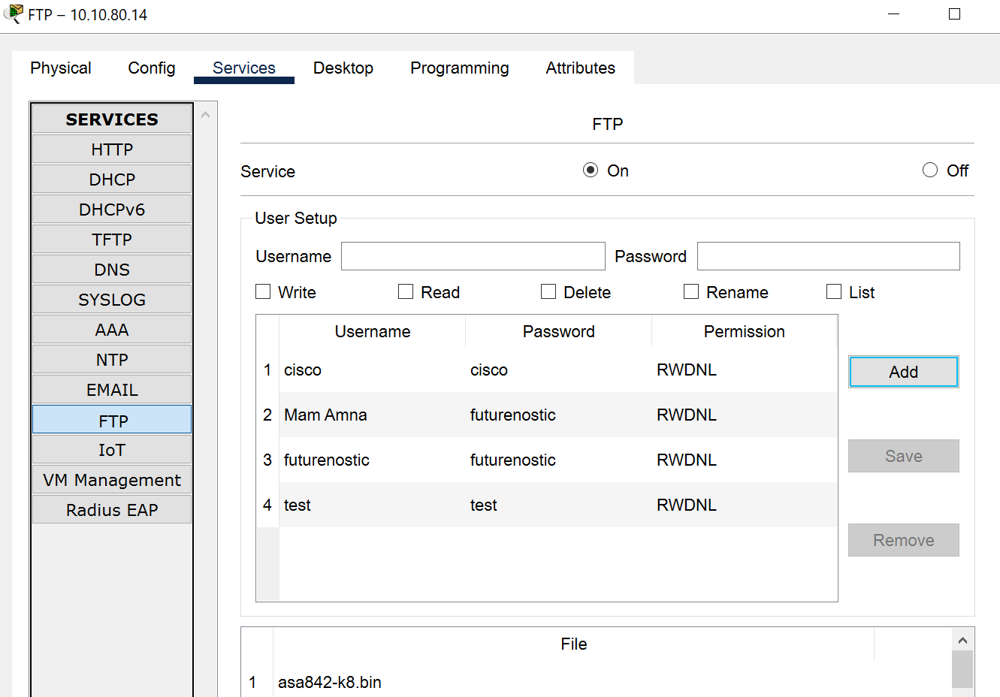 FTP – 10.10.80.14
Physical Config Services Desktop Programming Attributes
SERVICES
HTTP
DHCP
DHCPv6
TFTP
DNS
SYSLOG
AAA
NTP
EMAIL
FTP
IoT
VM Management
Radius EAP
FTP
Service On Off
User Setup
Username Password
Write Read Delete Rename List
Username Password Permission
1 cisco cisco RWDNL
2 Mam Amna futurenostic RWDNL
3 futurenostic futurenostic RWDNL
4 test test RWDNL
Add
Save
Remove
File
1 asa842-k8.bin